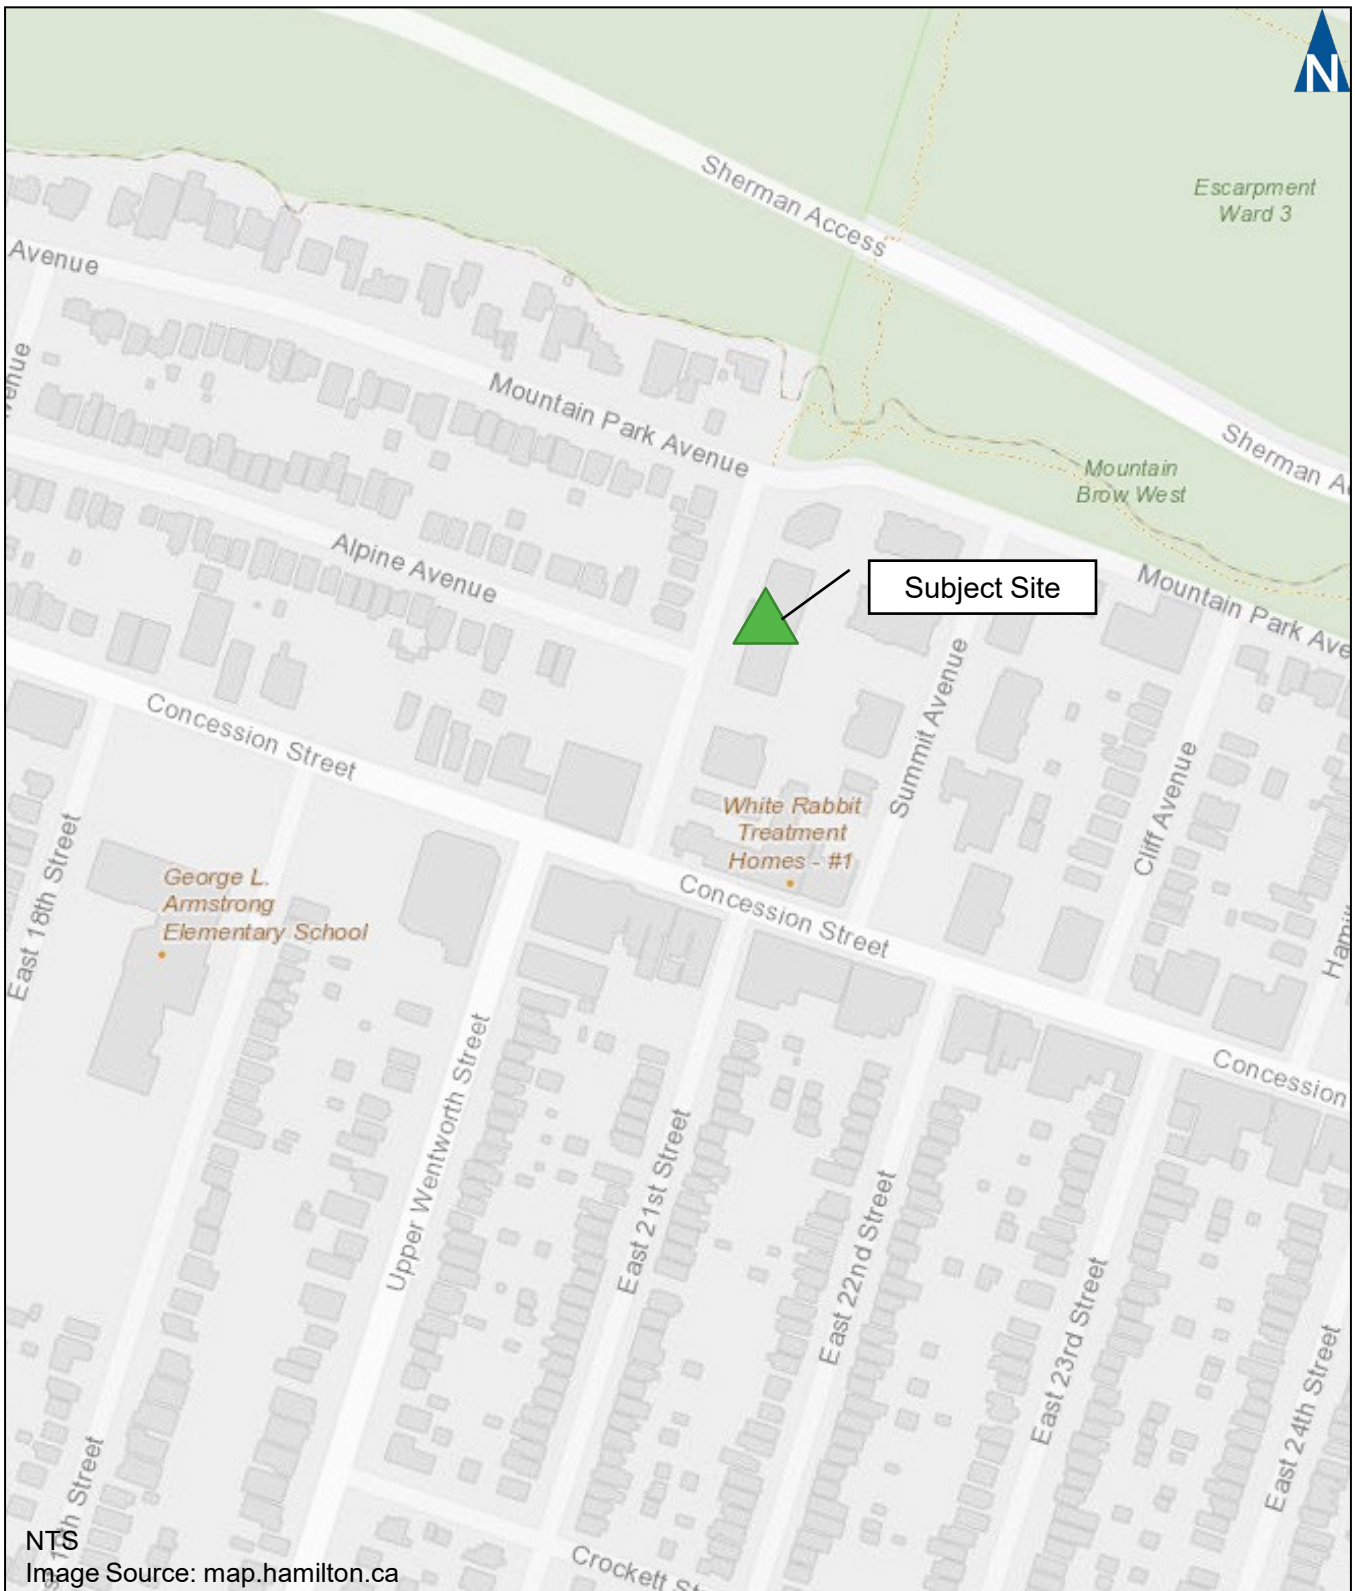 N
Sherman Access
Escarpment
Ward 3
Avenue
Mountain Park Avenue
Sherman A
Mountain
Brow West
Alpine Avenue
Subject Site
Mountain Park Ave
Concession Street
Summit Avenue
Cliff Avenue
White Rabbit
Treatment
Homes - #1
George L.
Armstrong
Elementary School
East 18th Street
Concession Street
Hamilt
Concession
Upper Wentworth Street
East 21st Street
East 22nd Street
East 23rd Street
East 24th Street
th Street
NTS
Image Source: map.hamilton.ca
Crockett St